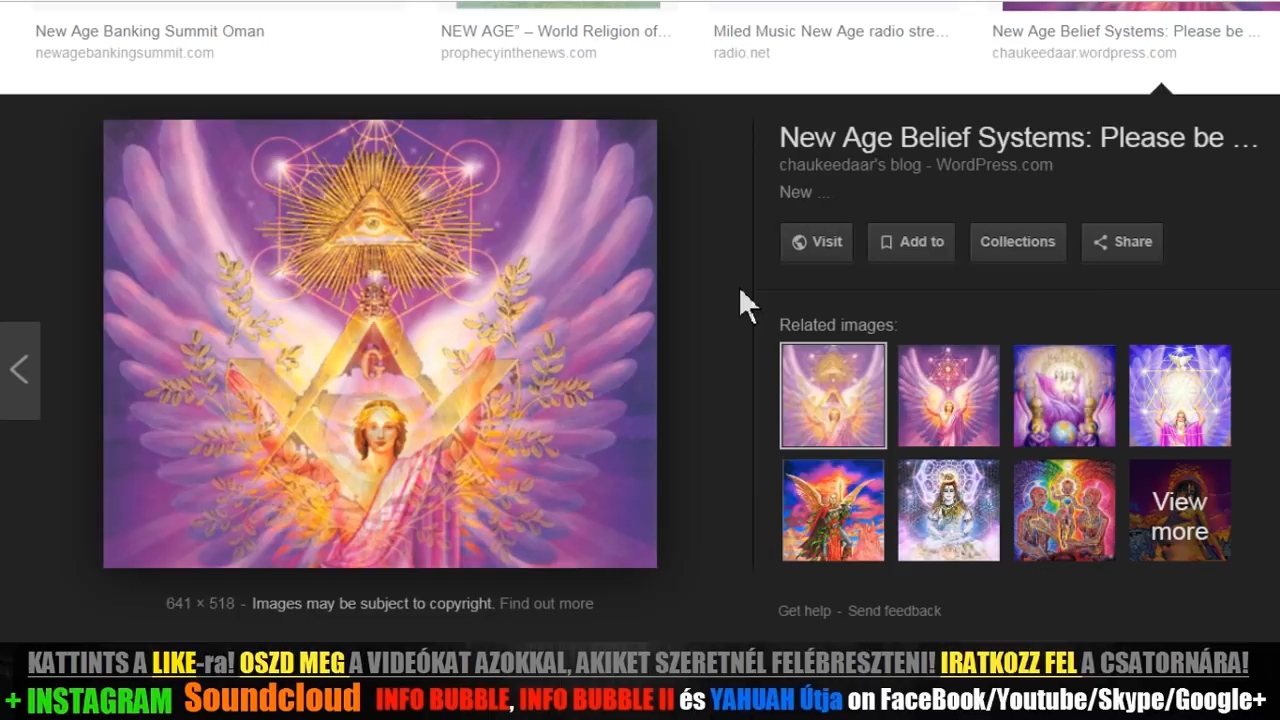 New Age Banking Summit Oman
newagebankingsummit.com
NEW AGE” – World Religion of...
prophecyinthenews.com
Miled Music New Age radio stre...
radio.net
New Age Belief Systems: Please be ...
chaukeedaar.wordpress.com
G
New Age Belief Systems: Please be ...
chaukeedaar's blog - WordPress.com
New ...
Visit
Add to
Collections
Share
Related images:
View
more
641 × 518 - Images may be subject to copyright. Find out more
Get help - Send feedback
KATTINTS A LIKE-ra! OSZD MEG A VIDEÓKAT AZOKKAL, AKIKET SZERETNÉL FELÉBRESZTENI! IRATKOZZ FEL A CSATORNÁRA!
+ INSTAGRAM Soundcloud INFO BUBBLE, INFO BUBBLE II és YAHUAH Útja on FaceBook/Youtube/Skype/Google+